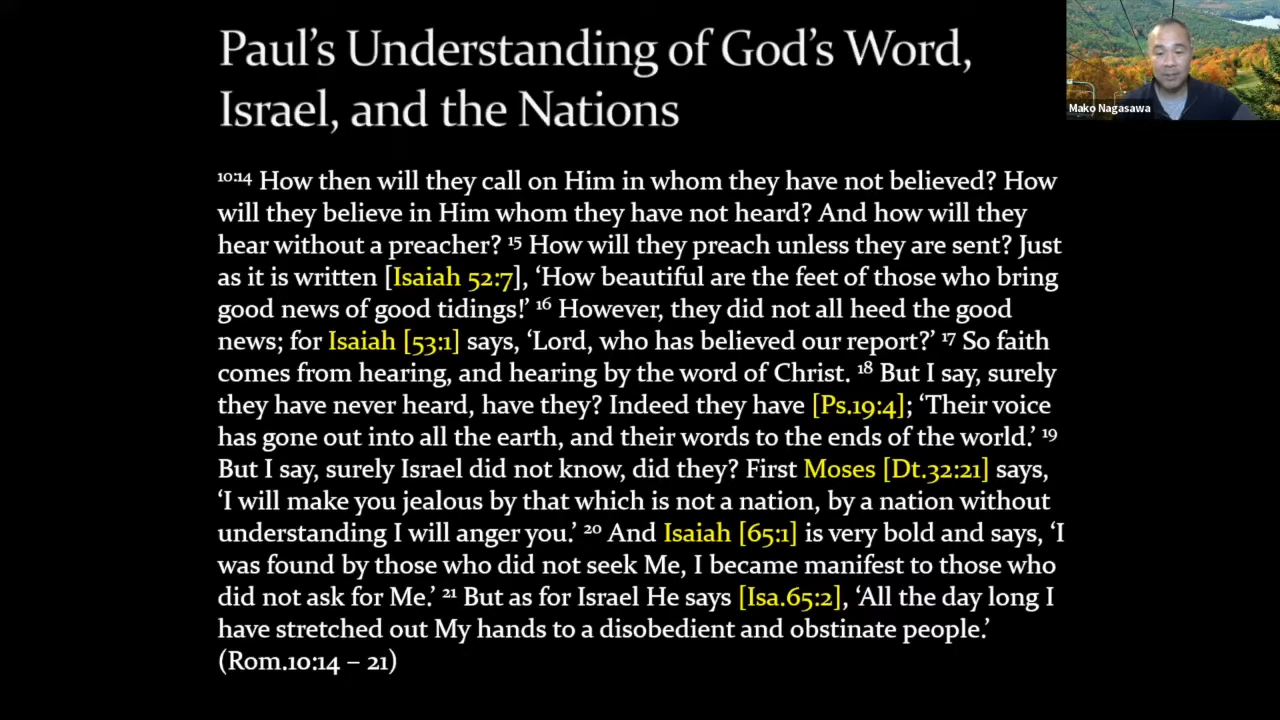 Paul’s Understanding of God’s Word,
Israel, and the Nations
Mako Nagasawa
10:14 How then will they call on Him in whom they have not believed? How
will they believe in Him whom they have not heard? And how will they
hear without a preacher? 15 How will they preach unless they are sent? Just
as it is written [Isaiah 52:7], ‘How beautiful are the feet of those who bring
good news of good tidings!’ 16 However, they did not all heed the good
news; for Isaiah [53:1] says, ‘Lord, who has believed our report?’ 17 So faith
comes from hearing, and hearing by the word of Christ. 18 But I say, surely
they have never heard, have they? Indeed they have [Ps.19:4]; ‘Their voice
has gone out into all the earth, and their words to the ends of the world.’ 19
But I say, surely Israel did not know, did they? First Moses [Dt.32:21] says,
‘I will make you jealous by that which is not a nation, by a nation without
understanding I will anger you.’ 20 And Isaiah [65:1] is very bold and says, ‘I
was found by those who did not seek Me, I became manifest to those who
did not ask for Me.’ 21 But as for Israel He says [Isa.65:2], ‘All the day long I
have stretched out My hands to a disobedient and obstinate people.’
(Rom.10:14 – 21)